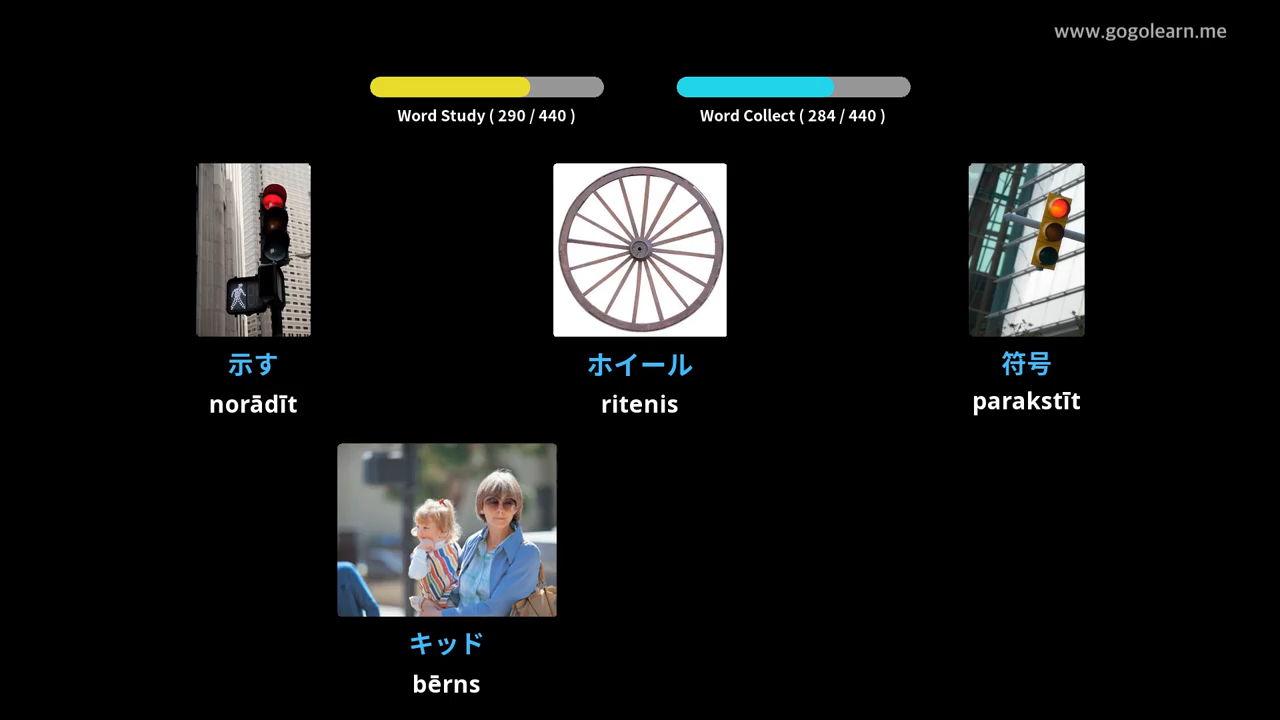 www.gogolearn.me
Word Study ( 290 / 440 )
Word Collect ( 284 / 440 )
示す
norādīt
ホイール
ritenis
符号
parakstīt
キッド
bērns